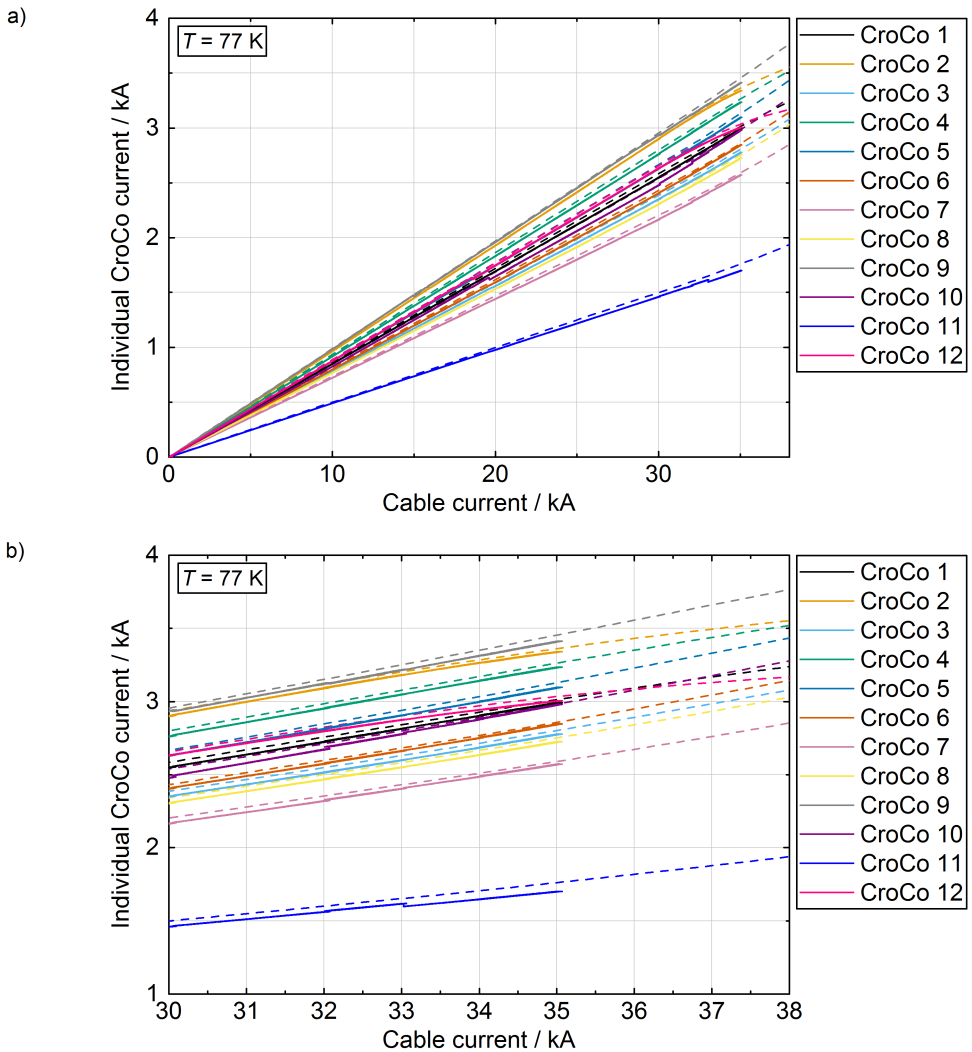 a)
4
3
2
1
0
Individual CroCo current / kA
T = 77 K
0 10 20 30
Cable current / kA
CroCo 1
CroCo 2
CroCo 3
CroCo 4
CroCo 5
CroCo 6
CroCo 7
CroCo 8
CroCo 9
CroCo 10
CroCo 11
CroCo 12
b)
4
3
2
1
Individual CroCo current / kA
T = 77 K
30 31 32 33 34 35 36 37 38
Cable current / kA
CroCo 1
CroCo 2
CroCo 3
CroCo 4
CroCo 5
CroCo 6
CroCo 7
CroCo 8
CroCo 9
CroCo 10
CroCo 11
CroCo 12